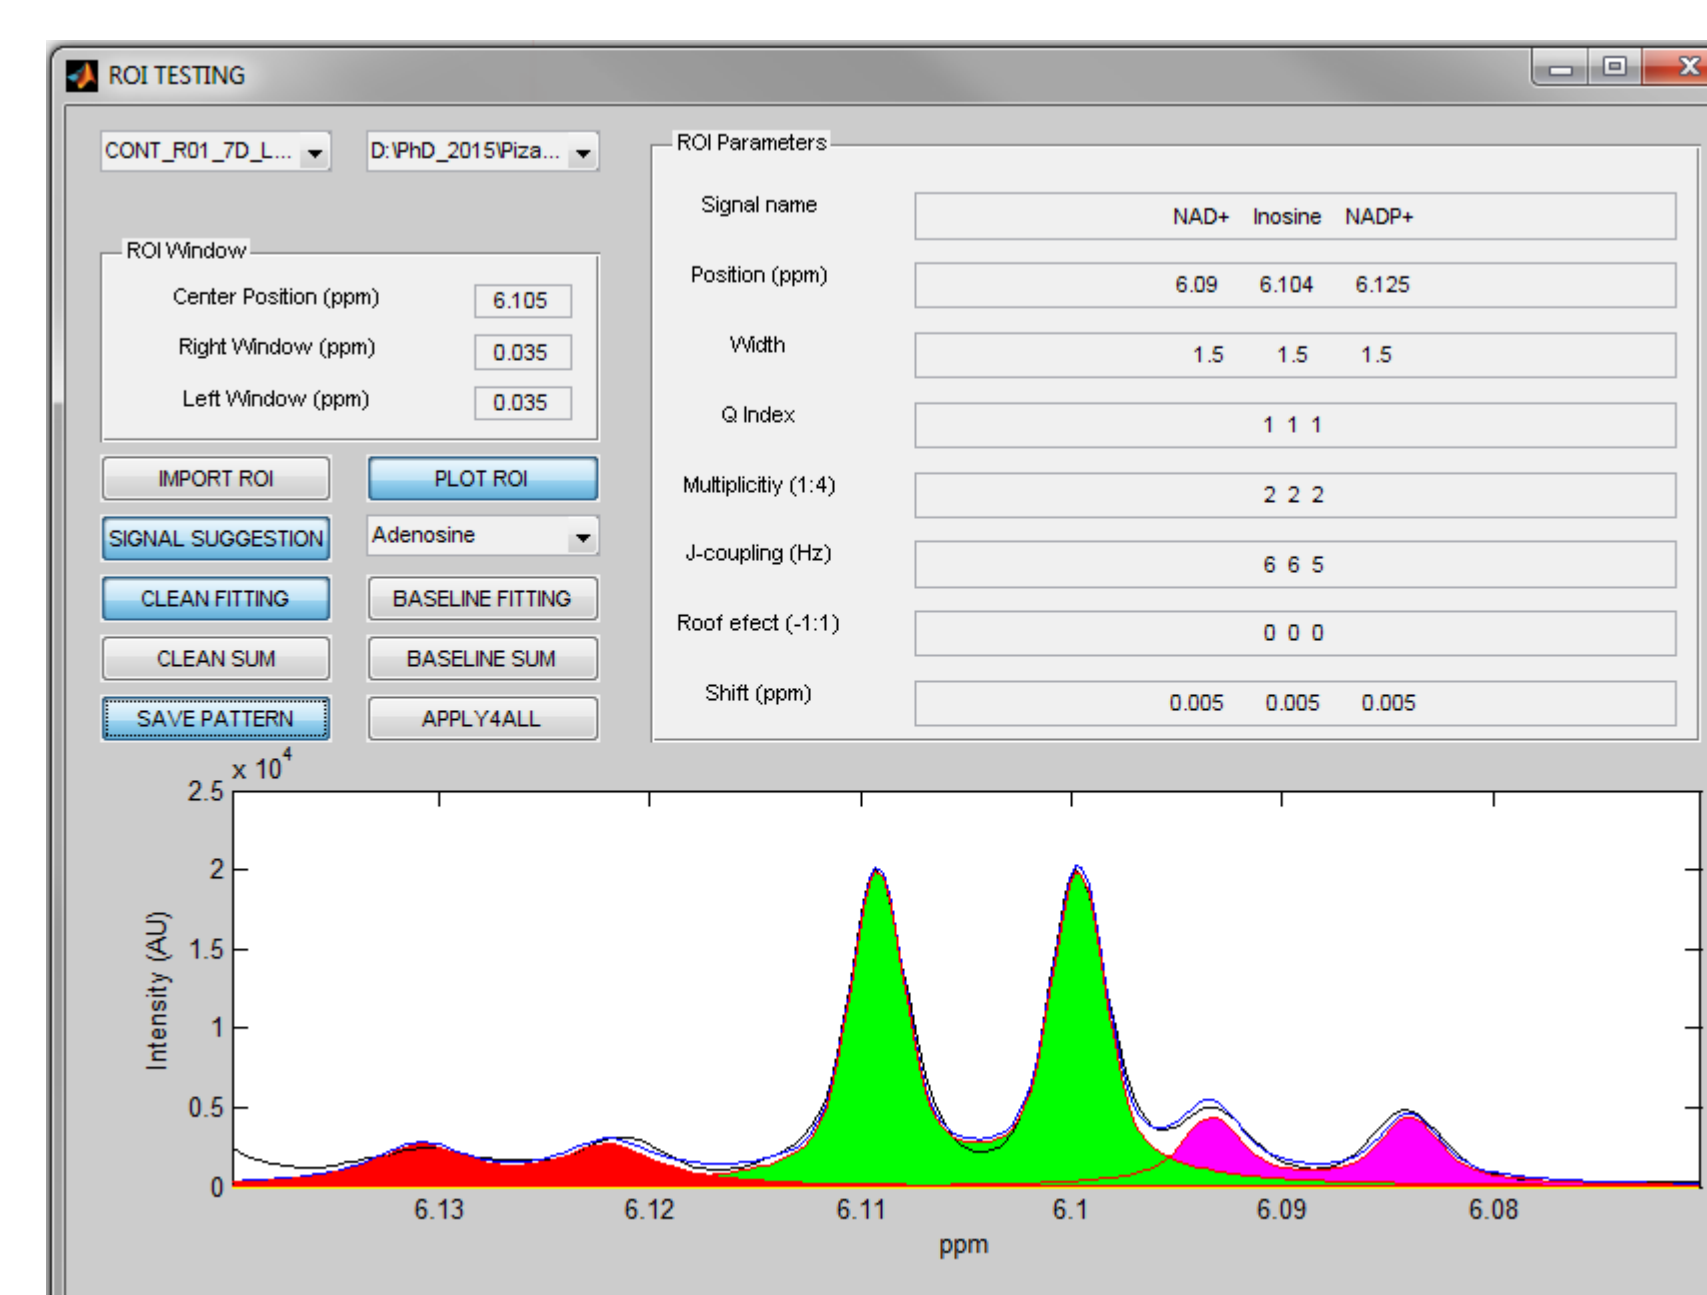 ROI TESTING
CONT_R01_7D_L... D:\PhD_2015\Piza...
ROI Window
Center Position (ppm) 6.105
Right Window (ppm) 0.035
Left Window (ppm) 0.035
IMPORT ROI PLOT ROI
SIGNAL SUGGESTION Adenosine
CLEAN FITTING BASELINE FITTING
CLEAN SUM BASELINE SUM
SAVE PATTERN APPLY4ALL
ROI Parameters
Signal name NAD+ Inosine NADP+
Position (ppm) 6.09 6.104 6.125
Width 1.5 1.5 1.5
Q Index 1 1 1
Multiplicitiy (1:4) 2 2 2
J-coupling (Hz) 6 6 5
Roof efect (-1:1) 0 0 0
Shift (ppm) 0.005 0.005 0.005
x 10^4
2.5
2
1.5
1
0.5
0
Intensity (AU)
6.13 6.12 6.11 6.1 6.09 6.08
ppm